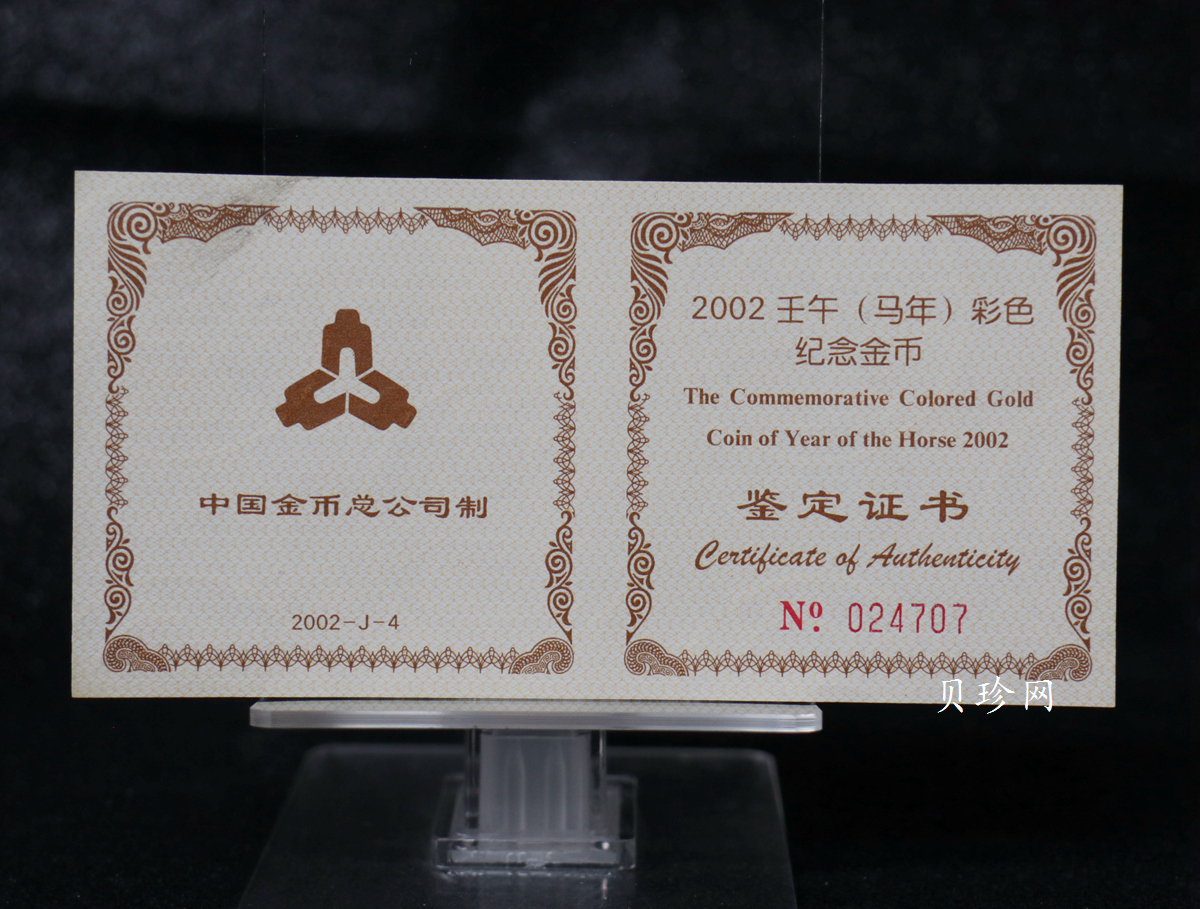 中国金币总公司制
2002-J-4
2002 壬午（马年）彩色
纪念金币
The Commemorative Colored Gold
Coin of Year of the Horse 2002
鉴定证书
Certificate of Authenticity
Nº 024707
贝珍网